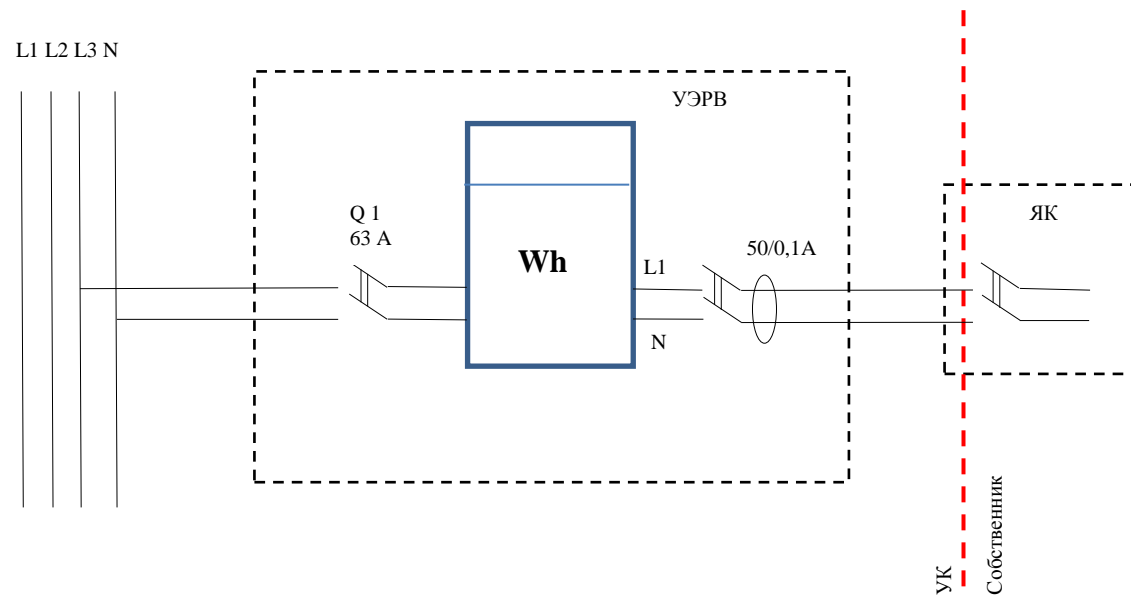 L1 L2 L3 N
УЭРВ
Q 1
63 А
Wh
L1
N
50/0,1А
ЯК
УК
Собственник